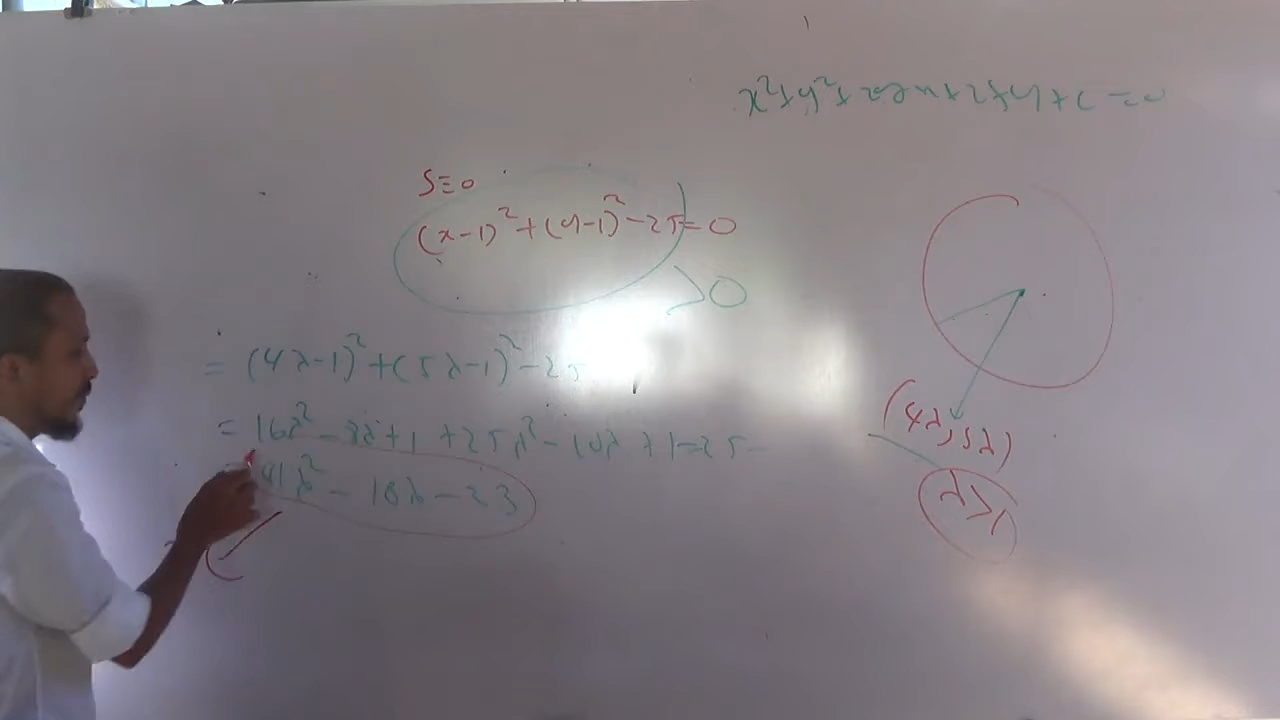 x²+y²+2gx+2fy+c=0
S≡0
(x-1)²+(y-1)²-25=0
>0
=(4λ-1)²+(5λ-1)²-25
=16λ²-8λ+1+25λ²-10λ+1-25
41λ²-18λ-23
(4λ,5λ)
λ>1